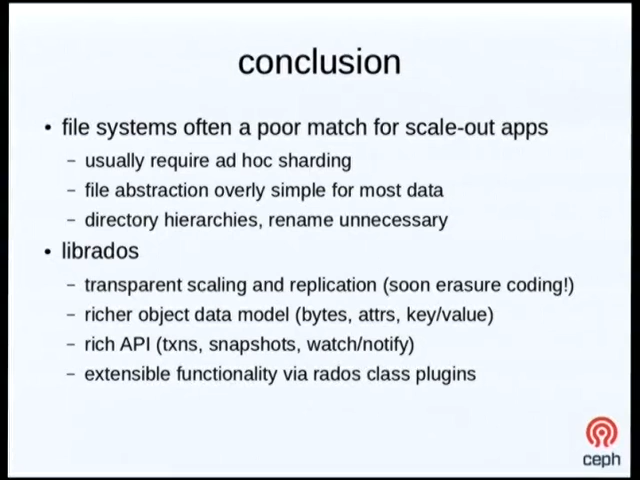 conclusion
• file systems often a poor match for scale-out apps
– usually require ad hoc sharding
– file abstraction overly simple for most data
– directory hierarchies, rename unnecessary
• librados
– transparent scaling and replication (soon erasure coding!)
– richer object data model (bytes, attrs, key/value)
– rich API (txns, snapshots, watch/notify)
– extensible functionality via rados class plugins
ceph